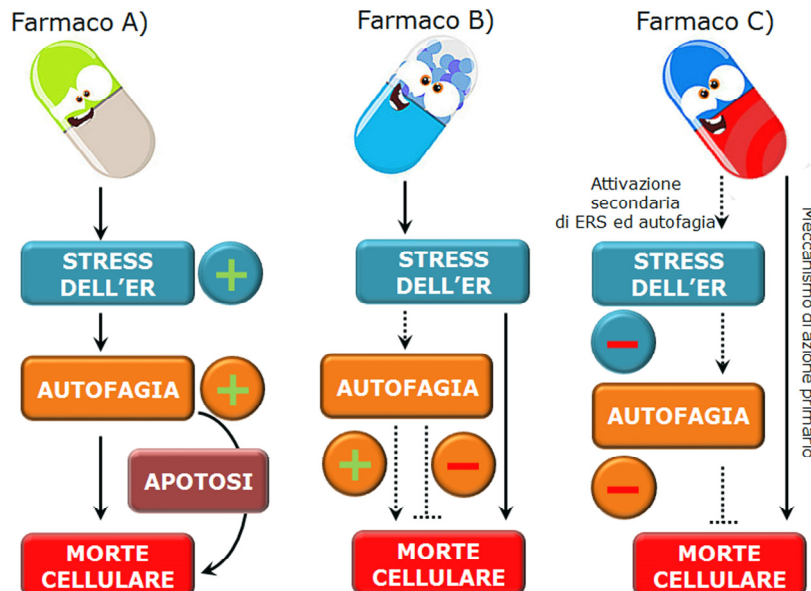 Farmaco A)
Farmaco B)
Farmaco C)
Attivazione
secondaria
di ERS ed autofagia
Meccanismo di azione primario
STRESS
DELL'ER
+
AUTOFAGIA
+
APOTOSI
MORTE
CELLULARE
STRESS
DELL'ER
AUTOFAGIA
+
−
MORTE
CELLULARE
STRESS
DELL'ER
−
AUTOFAGIA
−
MORTE
CELLULARE